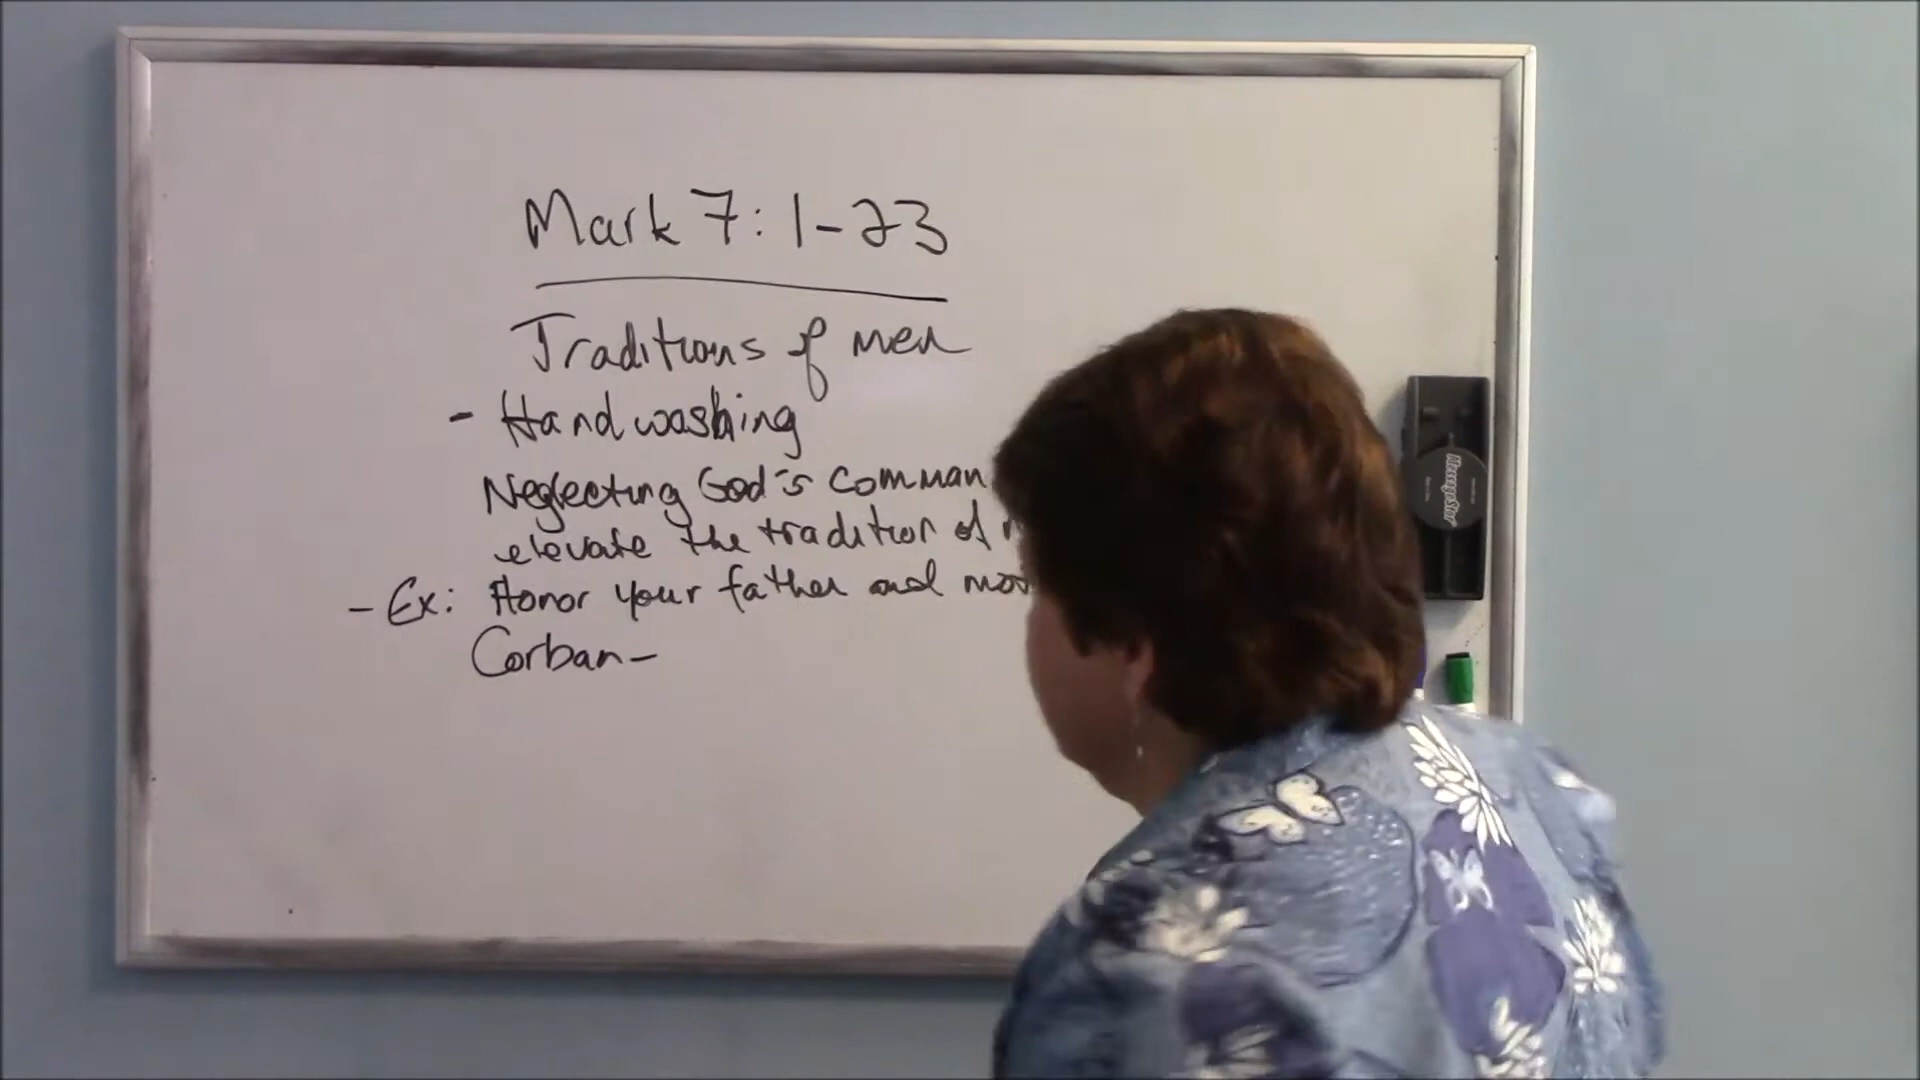 Mark 7:1-23
Traditions of men
- Handwashing
Neglecting God's comman
elevate the tradition of
- Ex: Honor your father and mo
Corban -